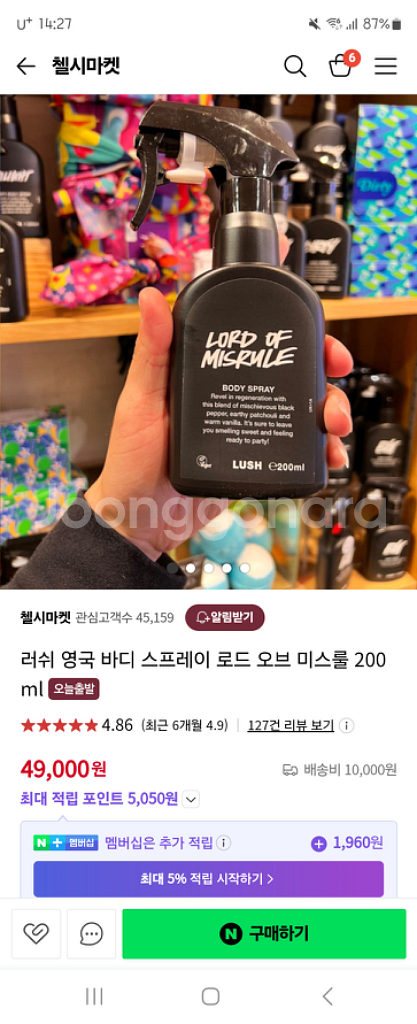 U+ 14:27
87%
첼시마켓
6
Dirty
LORD OF
MISRULE
BODY SPRAY
Revel in regeneration with
this blend of mischievous black
pepper, earthy patchouli and
warm vanilla. It's sure to leave
you smelling sweet and feeling
ready to party!
LUSH ℮200ml
Joonggonara
첼시마켓 관심고객수 45,159 알림받기
러쉬 영국 바디 스프레이 로드 오브 미스룰 200
ml 오늘출발
4.86 (최근 6개월 4.9) 127건 리뷰 보기
49,000원 배송비 10,000원
최대 적립 포인트 5,050원
N + 멤버십 멤버십은 추가 적립 1,960원
최대 5% 적립 시작하기 >
N 구매하기